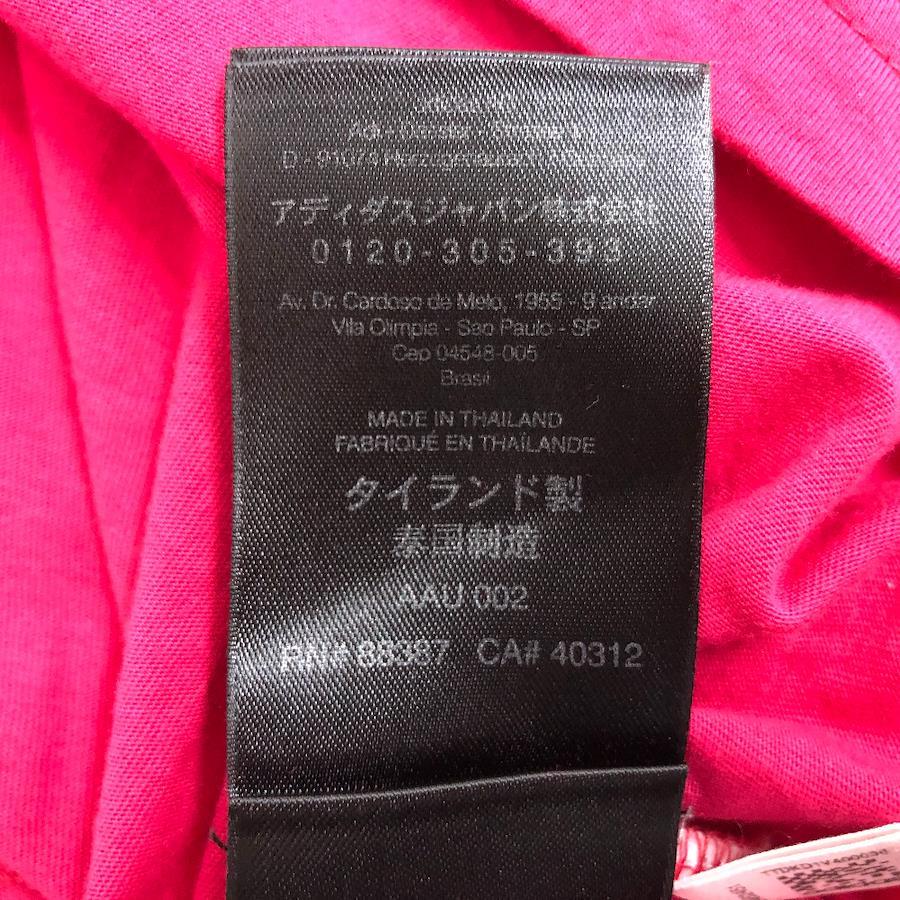 アディダスジャパン株式会社
0120-305-393
Av. Dr. Cardoso de Melo, 1955 - 9 andar
Vila Olimpia - Sao Paulo - SP
Cep 04548-005
Brasil
MADE IN THAILAND
FABRIQUÉ EN THAÏLANDE
タイランド製
泰国制造
AAU 002
RN# 88387 CA# 40312